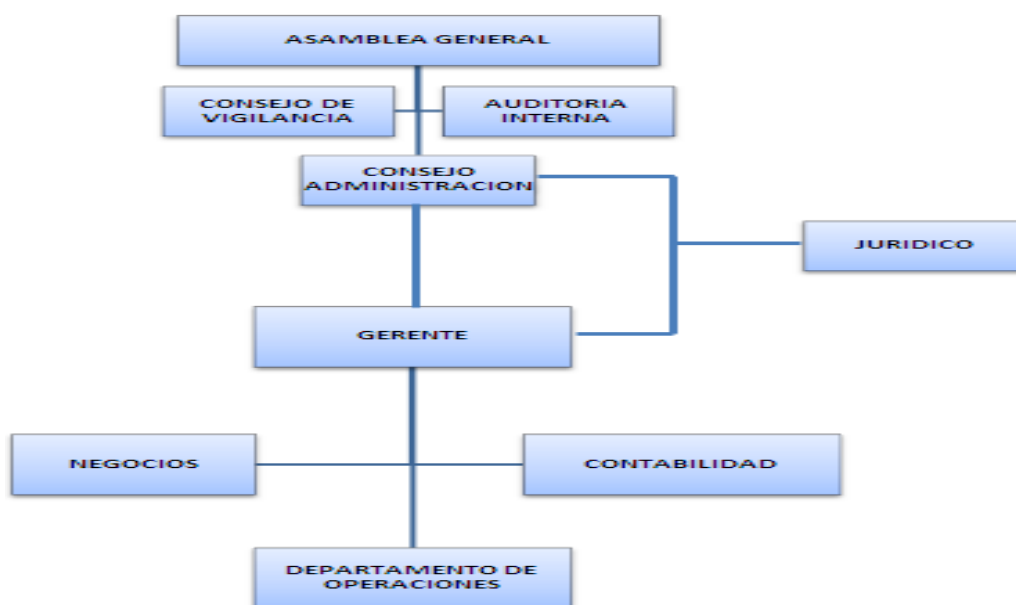 ASAMBLEA GENERAL
CONSEJO DE
VIGILANCIA
AUDITORIA
INTERNA
CONSEJO
ADMINISTRACION
JURIDICO
GERENTE
NEGOCIOS
CONTABILIDAD
DEPARTAMENTO DE
OPERACIONES